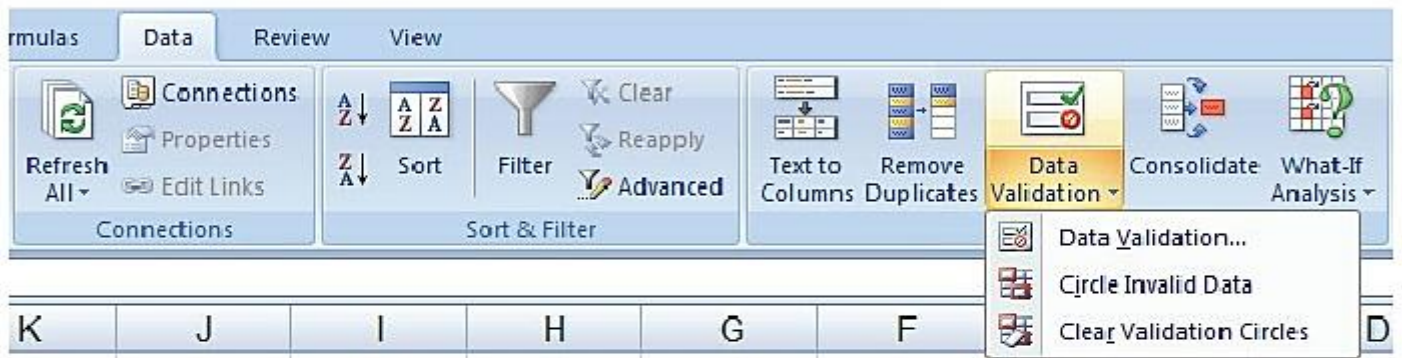 rmulas Data Review View
Connections
Properties
Edit Links
Refresh
All
Connections
Sort
Filter
Clear
Reapply
Advanced
Sort & Filter
Text to
Columns
Remove
Duplicates
Data
Validation
Consolidate
What-If
Analysis
Data Validation...
Circle Invalid Data
Clear Validation Circles
K J I H G F D